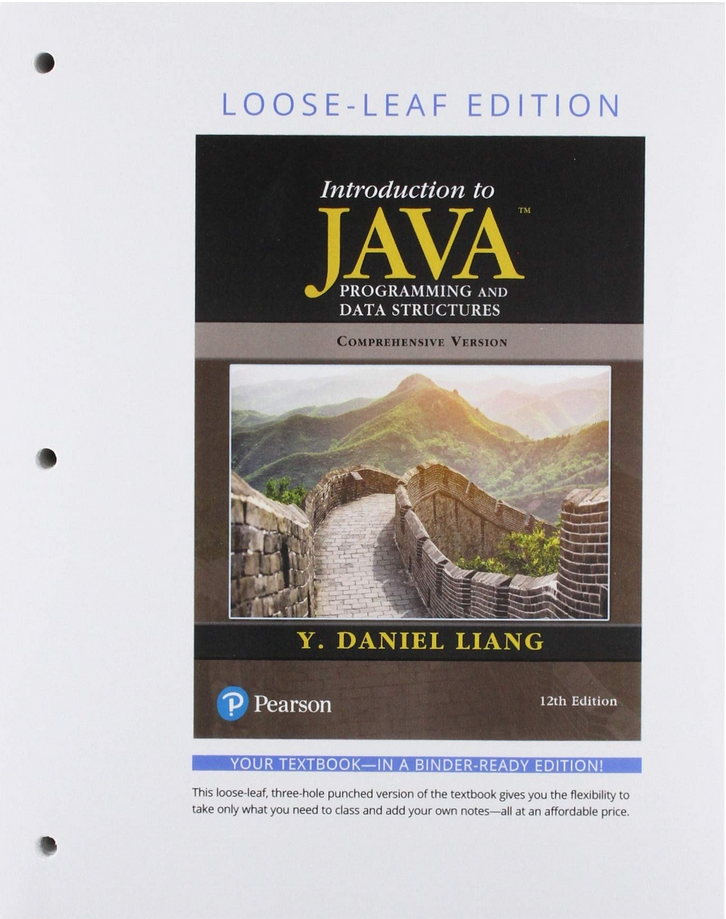 LOOSE-LEAF EDITION
Introduction to
JAVA™
PROGRAMMING AND
DATA STRUCTURES
COMPREHENSIVE VERSION
Y. DANIEL LIANG
Pearson
12th Edition
YOUR TEXTBOOK—IN A BINDER-READY EDITION!
This loose-leaf, three-hole punched version of the textbook gives you the flexibility to
take only what you need to class and add your own notes—all at an affordable price.